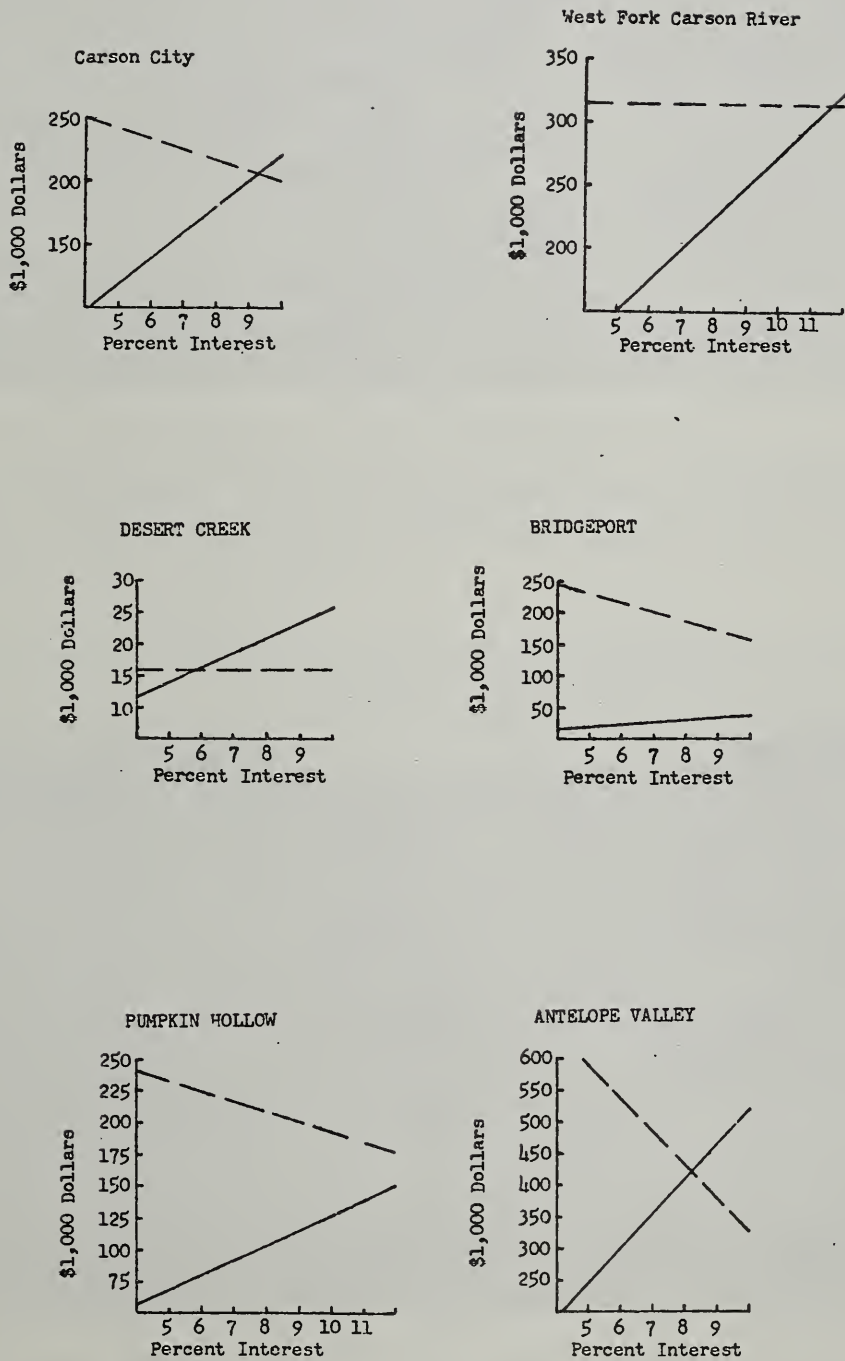 Carson City
$1,000 Dollars
250
200
150
5 6 7 8 9
Percent Interest
West Fork Carson River
$1,000 Dollars
350
300
250
200
5 6 7 8 9 10 11
Percent Interest
DESERT CREEK
$1,000 Dollars
30
25
20
15
10
5 6 7 8 9
Percent Interest
BRIDGEPORT
$1,000 Dollars
250
200
150
100
50
5 6 7 8 9
Percent Interest
PUMPKIN HOLLOW
$1,000 Dollars
250
225
200
175
150
125
100
75
5 6 7 8 9 10 11
Percent Interest
ANTELOPE VALLEY
$1,000 Dollars
600
550
500
450
400
350
300
250
5 6 7 8 9
Percent Interest